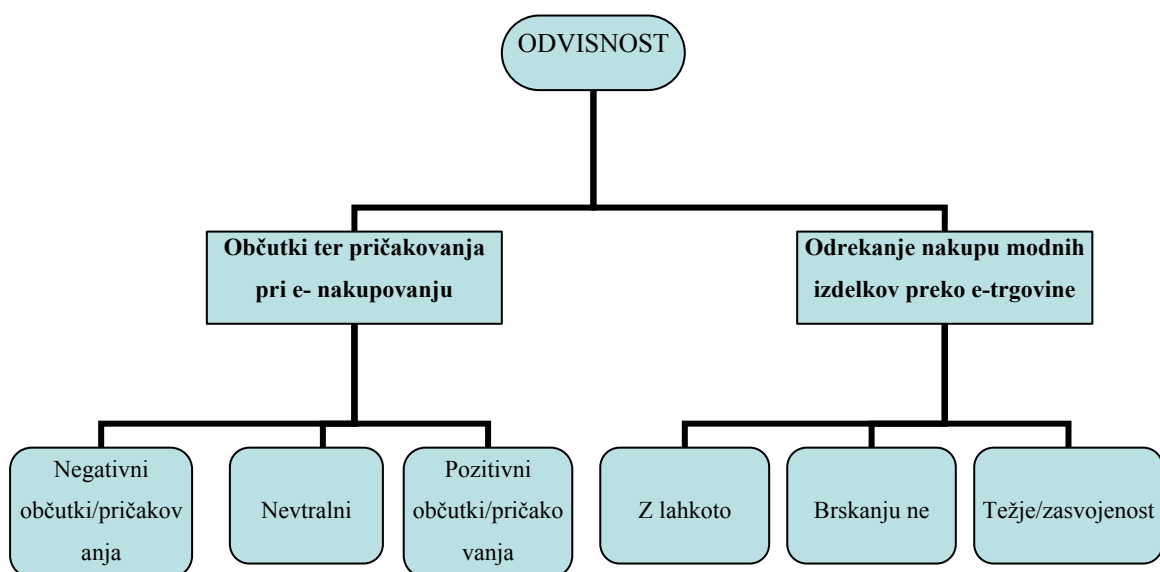 ODVISNOST
Občutki ter pričakovanja
pri e- nakupovanju
Odrekanje nakupu modnih
izdelkov preko e-trgovine
Negativni
občutki/pričakov
anja
Nevtralni
Pozitivni
občutki/pričako
vanja
Z lahkoto
Brskanju ne
Težje/zasvojenost